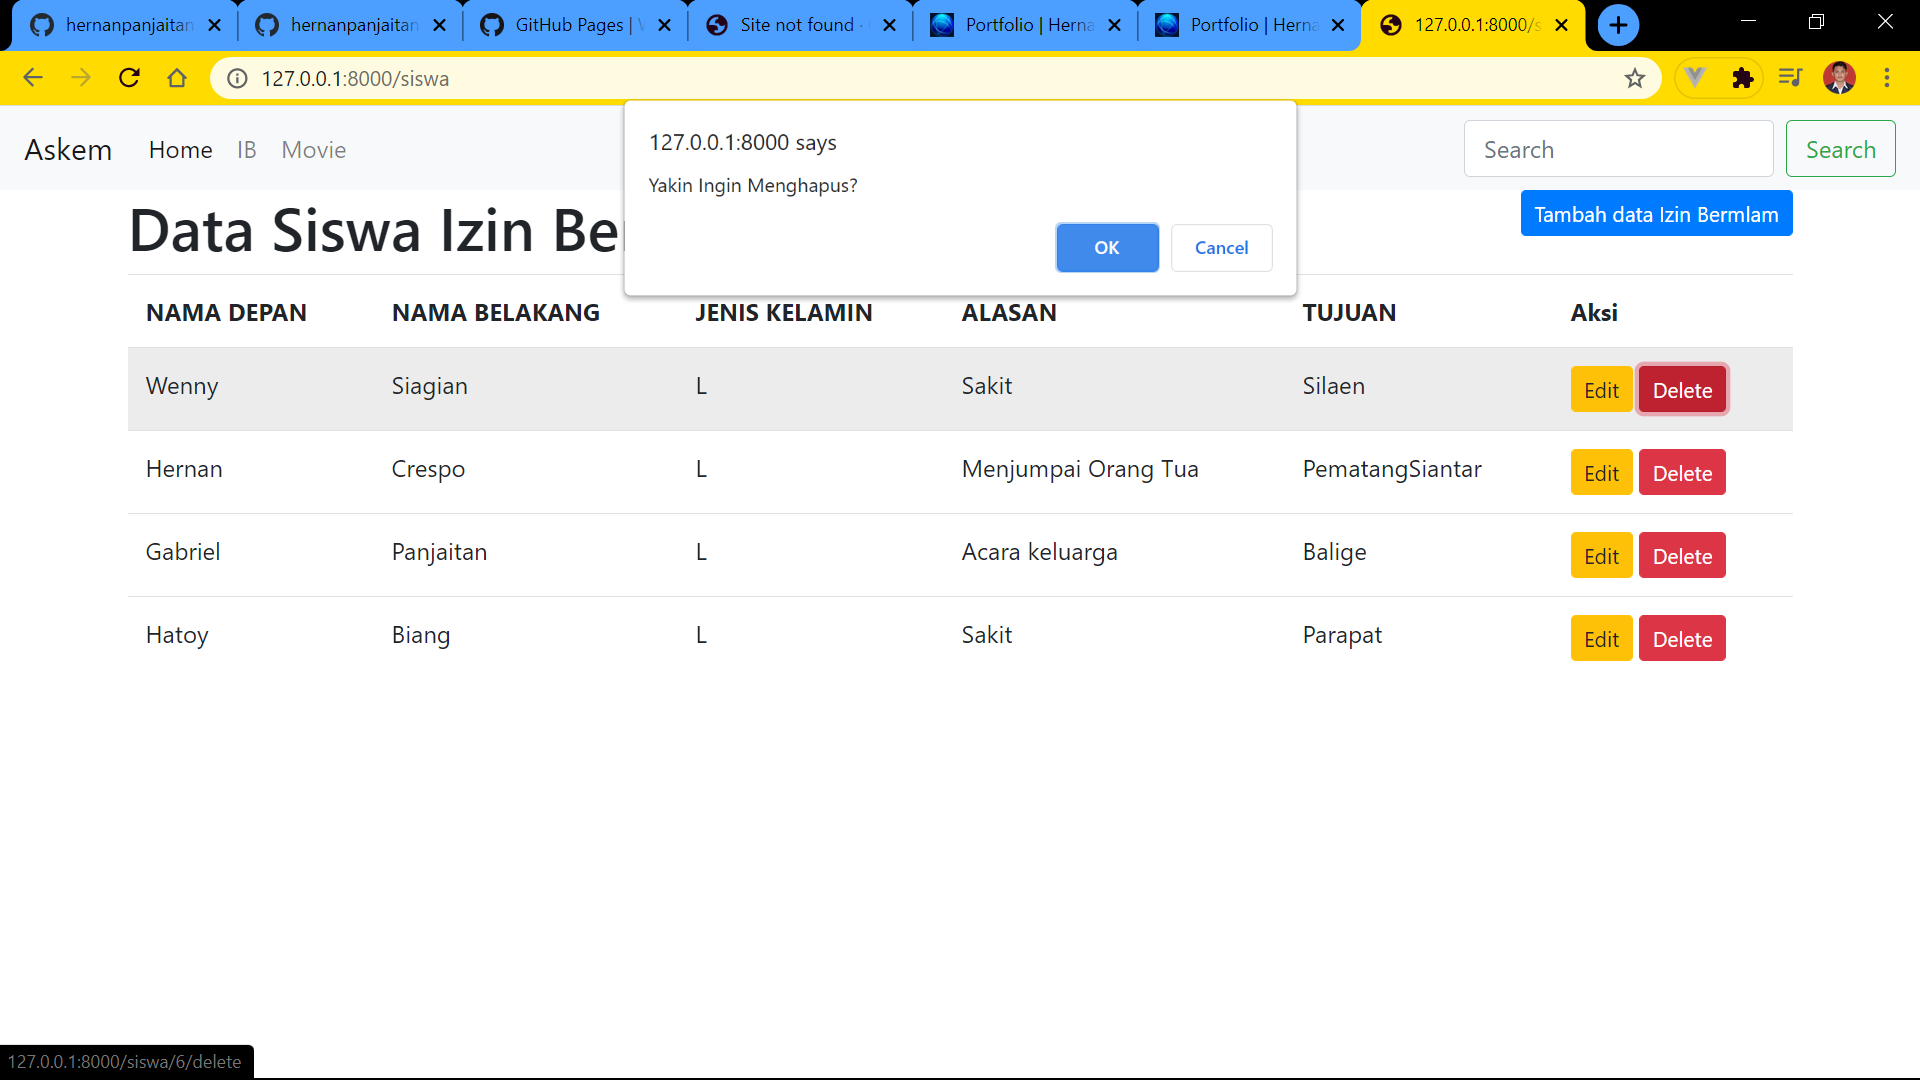 hernanpanjaitan
hernanpanjaitan
GitHub Pages |
Site not found ·
Portfolio | Herna
Portfolio | Herna
127.0.0.1:8000/s
127.0.0.1:8000/siswa
Askem Home IB Movie Search Search
127.0.0.1:8000 says
Yakin Ingin Menghapus?
OK Cancel
Data Siswa Izin Be
Tambah data Izin Bermlam
NAMA DEPAN NAMA BELAKANG JENIS KELAMIN ALASAN TUJUAN Aksi
Wenny Siagian L Sakit Silaen Edit Delete
Hernan Crespo L Menjumpai Orang Tua PematangSiantar Edit Delete
Gabriel Panjaitan L Acara keluarga Balige Edit Delete
Hatoy Biang L Sakit Parapat Edit Delete
127.0.0.1:8000/siswa/6/delete